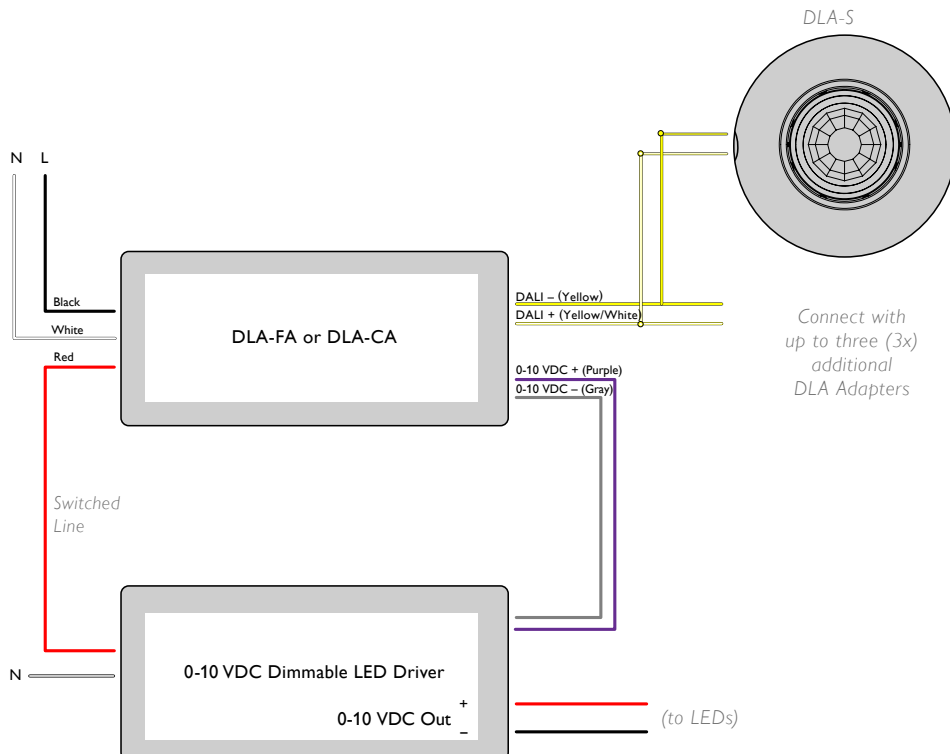 DLA-S
N L
Black
White
Red
DLA-FA or DLA-CA
DALI – (Yellow)
DALI + (Yellow/White)
0-10 VDC + (Purple)
0-10 VDC – (Gray)
Connect with
up to three (3x)
additional
DLA Adapters
Switched
Line
N
0-10 VDC Dimmable LED Driver
0-10 VDC Out
+
–
(to LEDs)